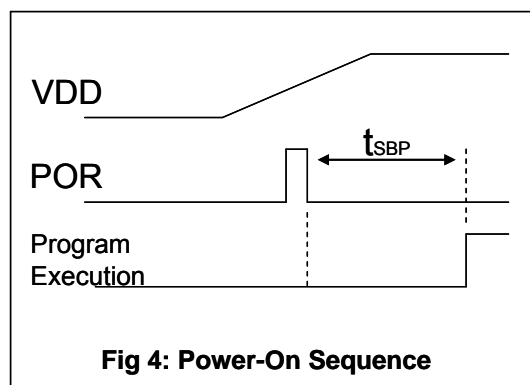 VDD
tSBP
POR
Program
Execution
Fig 4: Power-On Sequence